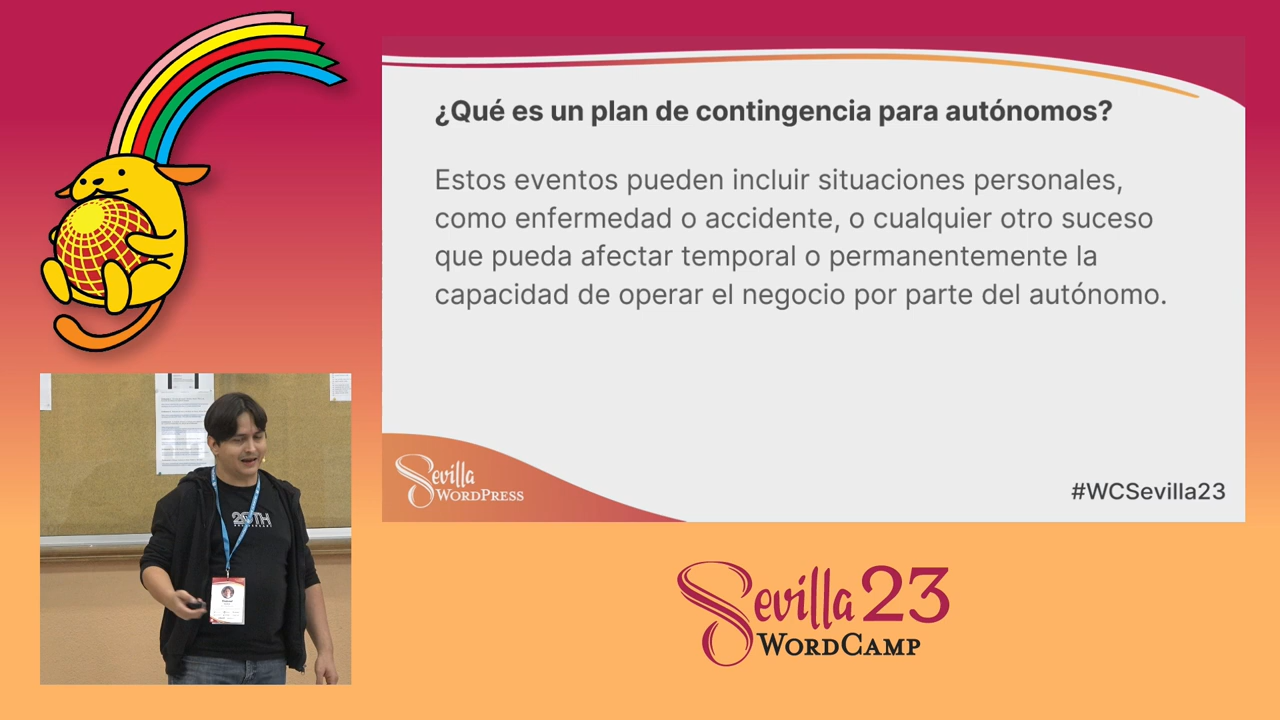 ¿Qué es un plan de contingencia para autónomos?
Estos eventos pueden incluir situaciones personales,
como enfermedad o accidente, o cualquier otro suceso
que pueda afectar temporal o permanentemente la
capacidad de operar el negocio por parte del autónomo.
Sevilla
WORDPRESS
#WCSevilla23
20TH
Sevilla 23
WORDCAMP